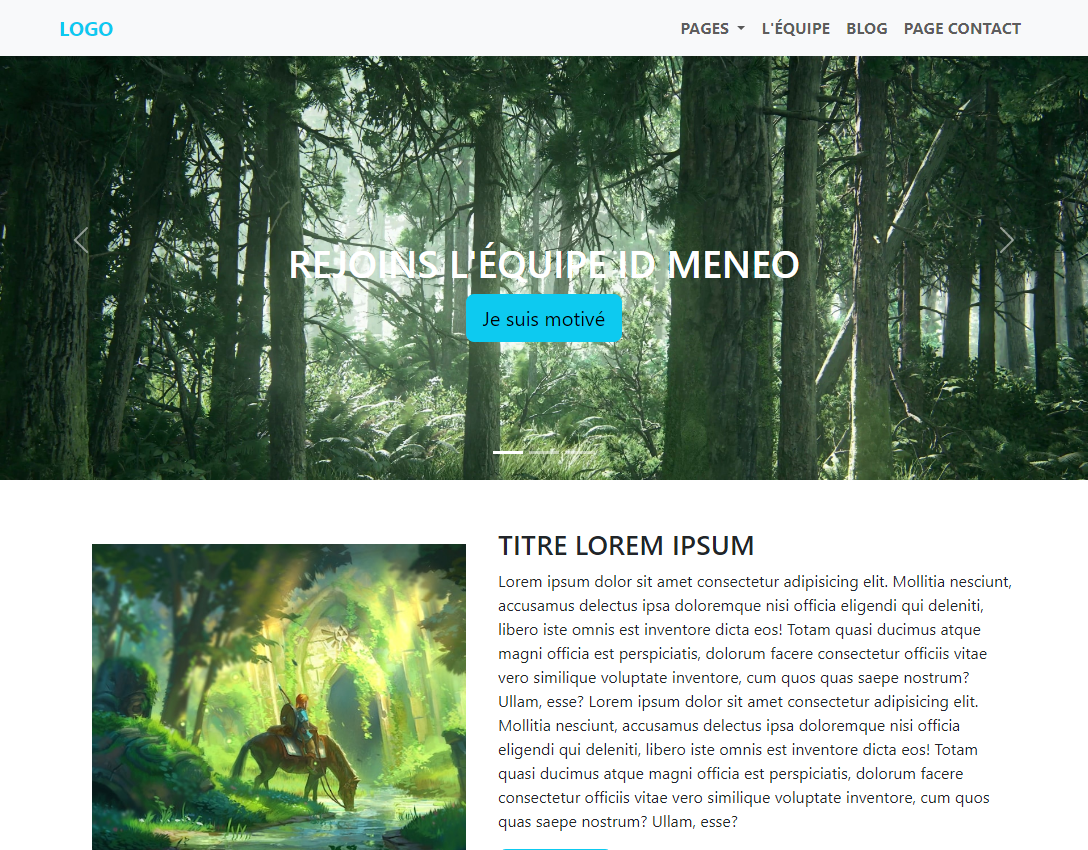 LOGO
PAGES
L'ÉQUIPE
BLOG
PAGE CONTACT
REJOINS L'ÉQUIPE ID MENEO
Je suis motivé
TITRE LOREM IPSUM
Lorem ipsum dolor sit amet consectetur adipisicing elit. Mollitia nesciunt,
accusamus delectus ipsa doloremque nisi officia eligendi qui deleniti,
libero iste omnis est inventore dicta eos! Totam quasi ducimus atque
magni officia est perspiciatis, dolorum facere consectetur officiis vitae
vero similique voluptate inventore, cum quos quas saepe nostrum?
Ullam, esse? Lorem ipsum dolor sit amet consectetur adipisicing elit.
Mollitia nesciunt, accusamus delectus ipsa doloremque nisi officia
eligendi qui deleniti, libero iste omnis est inventore dicta eos! Totam
quasi ducimus atque magni officia est perspiciatis, dolorum facere
consectetur officiis vitae vero similique voluptate inventore, cum quos
quas saepe nostrum? Ullam, esse?